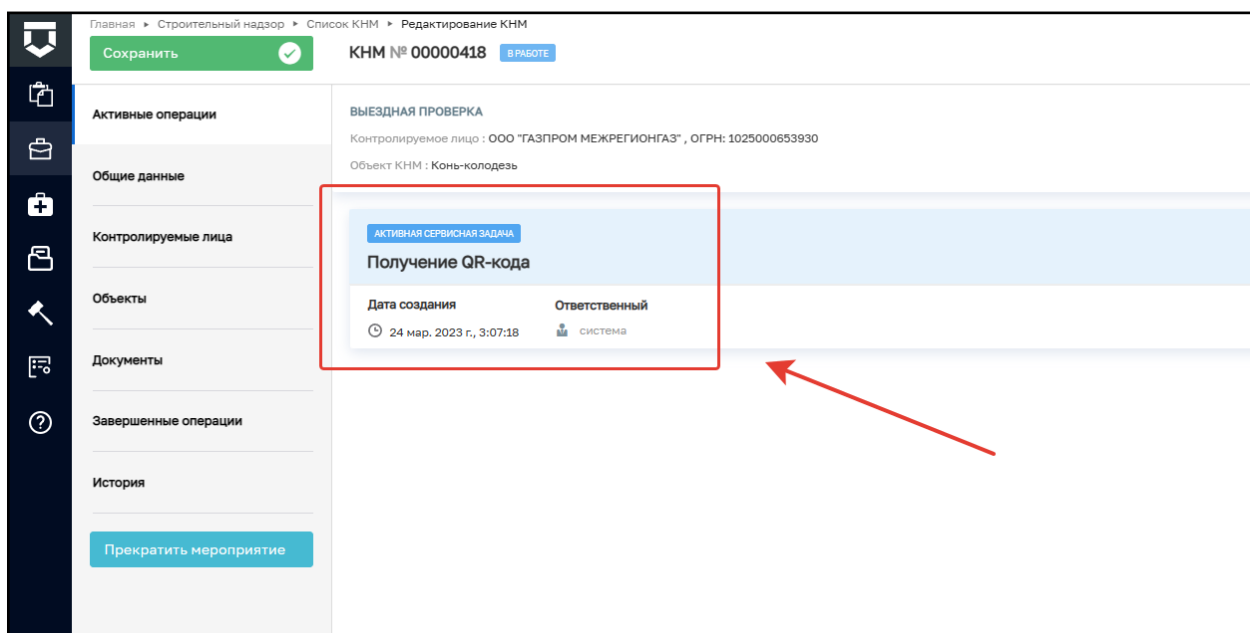 Главная ▸ Строительный надзор ▸ Список КНМ ▸ Редактирование КНМ
Сохранить
КНМ № 00000418 В РАБОТЕ
Активные операции
Общие данные
Контролируемые лица
Объекты
Документы
Завершенные операции
История
Прекратить мероприятие
ВЫЕЗДНАЯ ПРОВЕРКА
Контролируемое лицо : ООО "ГАЗПРОМ МЕЖРЕГИОНГАЗ" , ОГРН: 1025000653930
Объект КНМ : Конь-колодезь
АКТИВНАЯ СЕРВИСНАЯ ЗАДАЧА
Получение QR-кода
Дата создания Ответственный
24 мар. 2023 г., 3:07:18 система